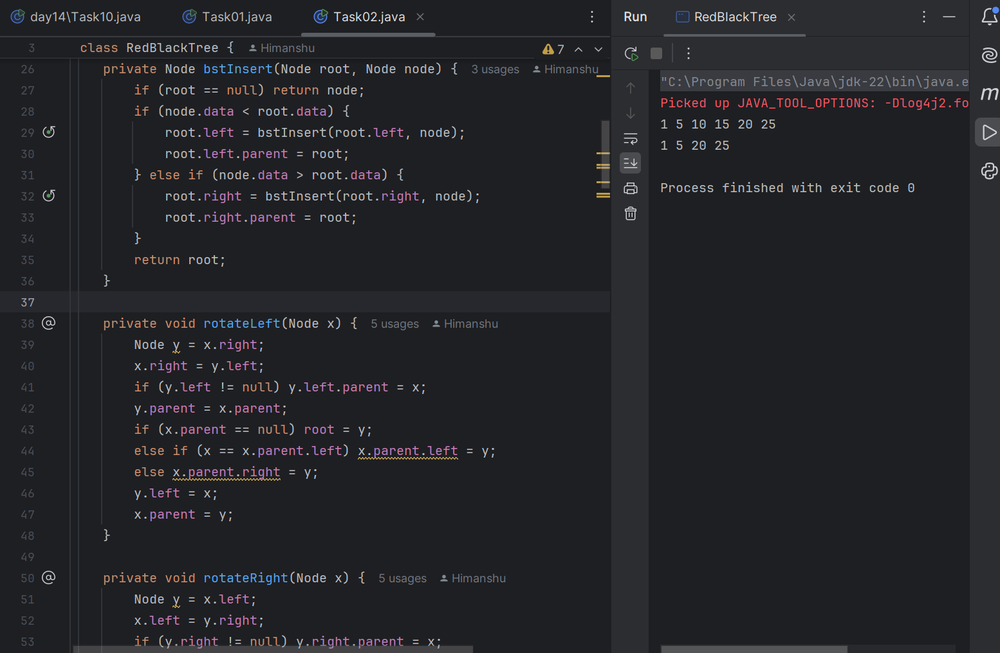 day14\Task10.java Task01.java Task02.java
3 class RedBlackTree { Himanshu 7
26 private Node bstInsert(Node root, Node node) { 3 usages Himanshu
27 if (root == null) return node;
28 if (node.data < root.data) {
29 root.left = bstInsert(root.left, node);
30 root.left.parent = root;
31 } else if (node.data > root.data) {
32 root.right = bstInsert(root.right, node);
33 root.right.parent = root;
34 }
35 return root;
36 }
37
38 @ private void rotateLeft(Node x) { 5 usages Himanshu
39 Node y = x.right;
40 x.right = y.left;
41 if (y.left != null) y.left.parent = x;
42 y.parent = x.parent;
43 if (x.parent == null) root = y;
44 else if (x == x.parent.left) x.parent.left = y;
45 else x.parent.right = y;
46 y.left = x;
47 x.parent = y;
48 }
49
50 @ private void rotateRight(Node x) { 5 usages Himanshu
51 Node y = x.left;
52 x.left = y.right;
53 if (y.right != null) y.right.parent = x;
Run RedBlackTree
"C:\Program Files\Java\jdk-22\bin\java.e
Picked up JAVA_TOOL_OPTIONS: -Dlog4j2.fo
1 5 10 15 20 25
1 5 20 25
Process finished with exit code 0
m